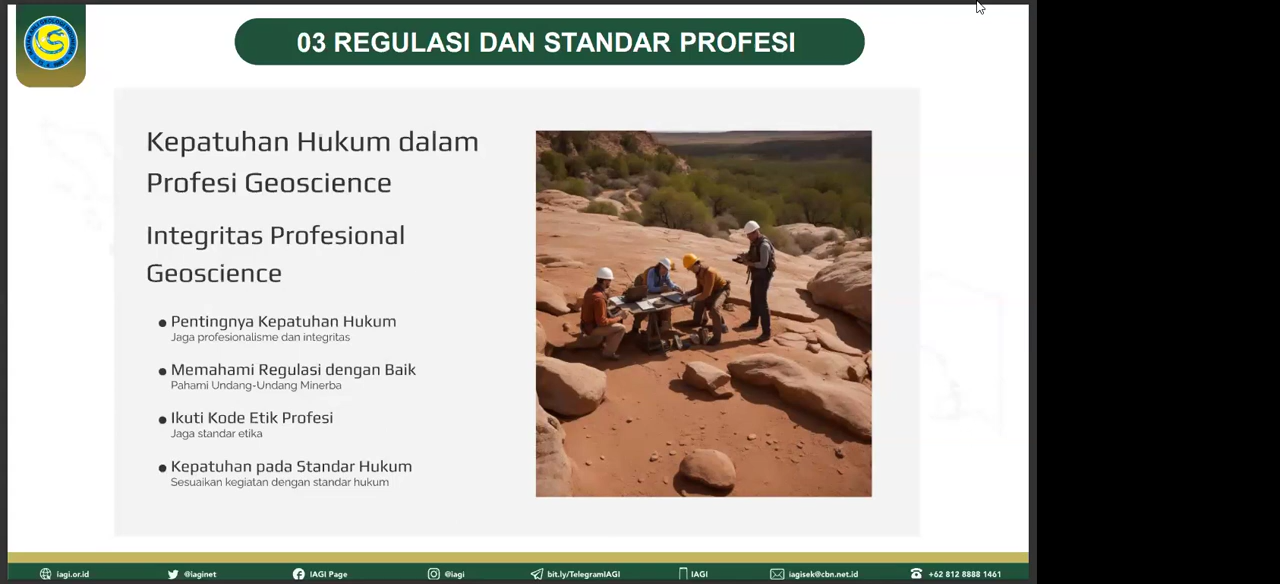 03 REGULASI DAN STANDAR PROFESI
Kepatuhan Hukum dalam
Profesi Geoscience
Integritas Profesional
Geoscience
● Pentingnya Kepatuhan Hukum
Jaga profesionalisme dan integritas
● Memahami Regulasi dengan Baik
Pahami Undang-Undang Minerba
● Ikuti Kode Etik Profesi
Jaga standar etika
● Kepatuhan pada Standar Hukum
Sesuaikan kegiatan dengan standar hukum
iagi.or.id
@iaginet
IAGI Page
@iagi
bit.ly/TelegramIAGI
IAGI
iagisek@cbn.net.id
+62 812 8888 1461